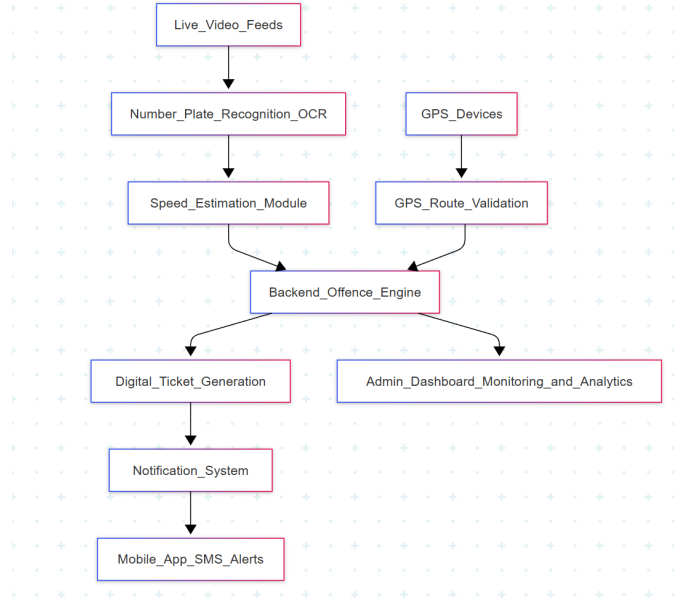 Live_Video_Feeds
Number_Plate_Recognition_OCR
GPS_Devices
Speed_Estimation_Module
GPS_Route_Validation
Backend_Offence_Engine
Digital_Ticket_Generation
Admin_Dashboard_Monitoring_and_Analytics
Notification_System
Mobile_App_SMS_Alerts